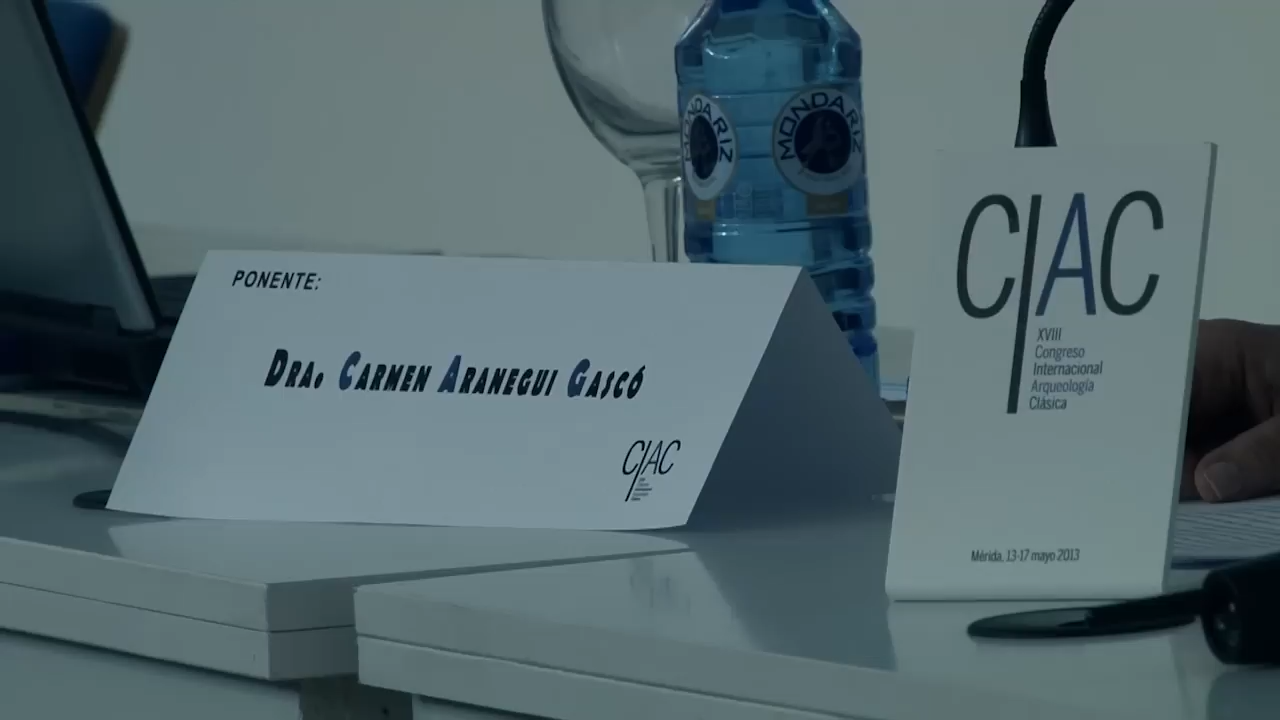 MONDARIZ
MONDARIZ
PONENTE:
DRA. CARMEN ARANEGUI GASCÓ
CIAC
CIAC
XVIII
Congreso
Internacional
Arqueología
Clásica
Mérida, 13-17 mayo 2013